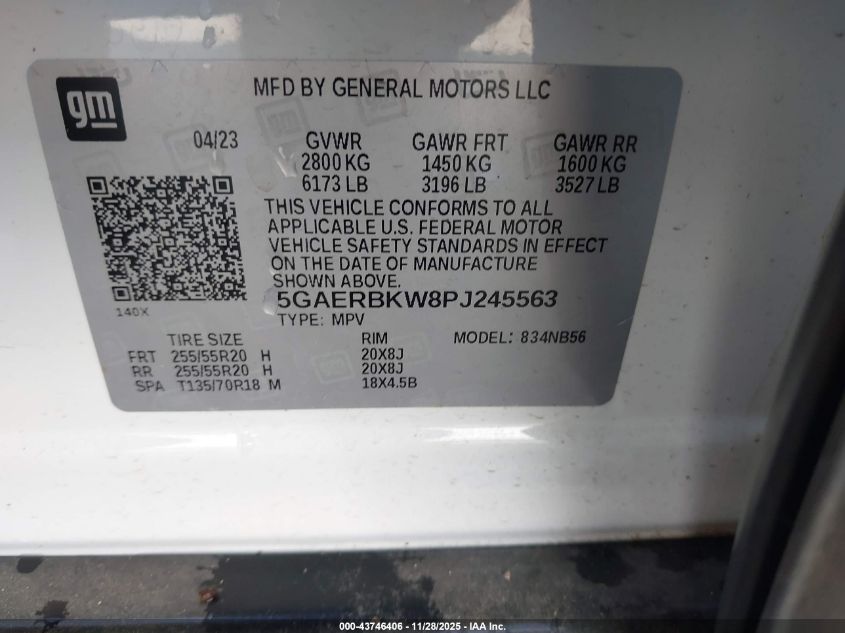 gm
MFD BY GENERAL MOTORS LLC
04/23 GVWR GAWR FRT GAWR RR
2800 KG 1450 KG 1600 KG
6173 LB 3196 LB 3527 LB
THIS VEHICLE CONFORMS TO ALL
APPLICABLE U.S. FEDERAL MOTOR
VEHICLE SAFETY STANDARDS IN EFFECT
ON THE DATE OF MANUFACTURE
SHOWN ABOVE.
5GAERBKW8PJ245563
140X
TYPE: MPV
TIRE SIZE RIM MODEL: 834NB56
FRT 255/55R20 H 20X8J
RR 255/55R20 H 20X8J
SPA T135/70R18 M 18X4.5B
000-43746406 - 11/28/2025 - IAA Inc.